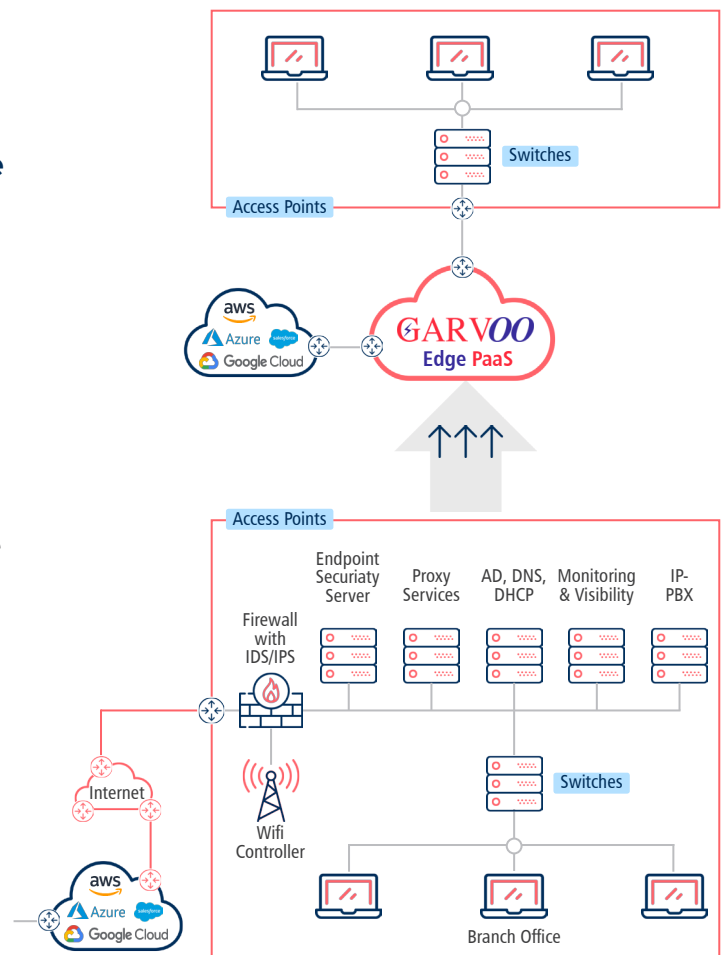 Switches
Access Points
aws
Azure
salesforce
Google Cloud
GARVOO
Edge PaaS
Access Points
Endpoint
Securiaty
Server
Proxy
Services
AD, DNS,
DHCP
Monitoring
& Visibility
IP-
PBX
Firewall
with
IDS/IPS
Switches
Wifi
Controller
Internet
aws
Azure
salesforce
Google Cloud
Branch Office